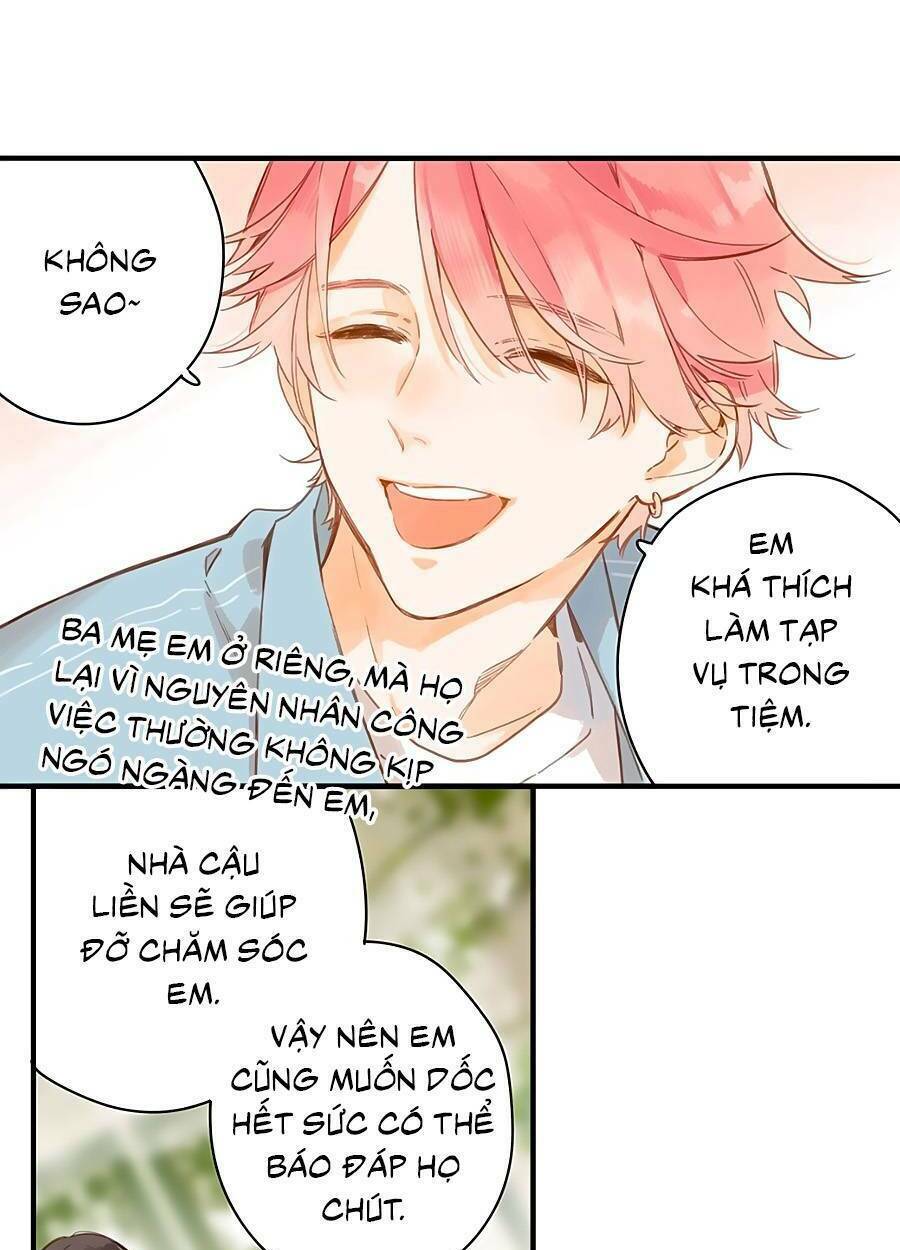 KHÔNG
SAO~
EM
KHÁ THÍCH
LÀM TẠP
VỤ TRONG
TIỆM.
BA MẸ EM Ở RIÊNG, MÀ HỌ
LẠI VÌ NGUYÊN NHÂN CÔNG
VIỆC THƯỜNG KHÔNG KỊP
NGÓ NGÀNG ĐẾN EM,
NHÀ CẬU
LIỀN SẼ GIÚP
ĐỠ CHĂM SÓC
EM.
VẬY NÊN EM
CŨNG MUỐN DỐC
HẾT SỨC CÓ THỂ
BÁO ĐÁP HỌ
CHÚT.